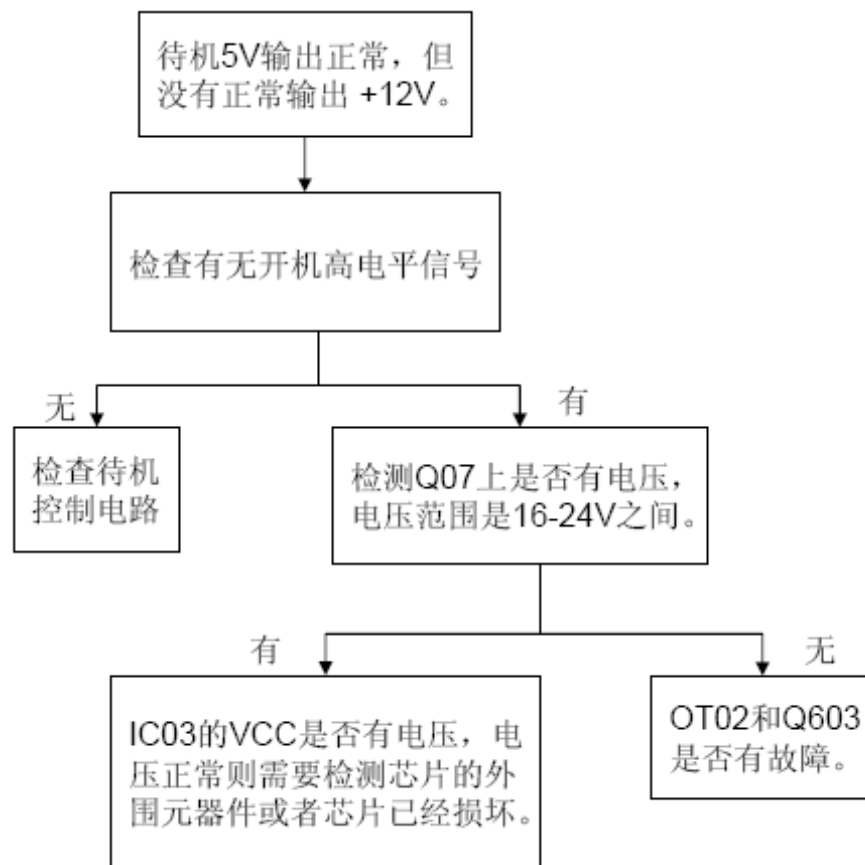 待机5V输出正常，但
没有正常输出 +12V。
检查有无开机高电平信号
无
有
检查待机
控制电路
检测Q07上是否有电压，
电压范围是16-24V之间。
有
无
IC03的VCC是否有电压，电
压正常则需要检测芯片的外
围元器件或者芯片已经损坏。
OT02和Q603
是否有故障。